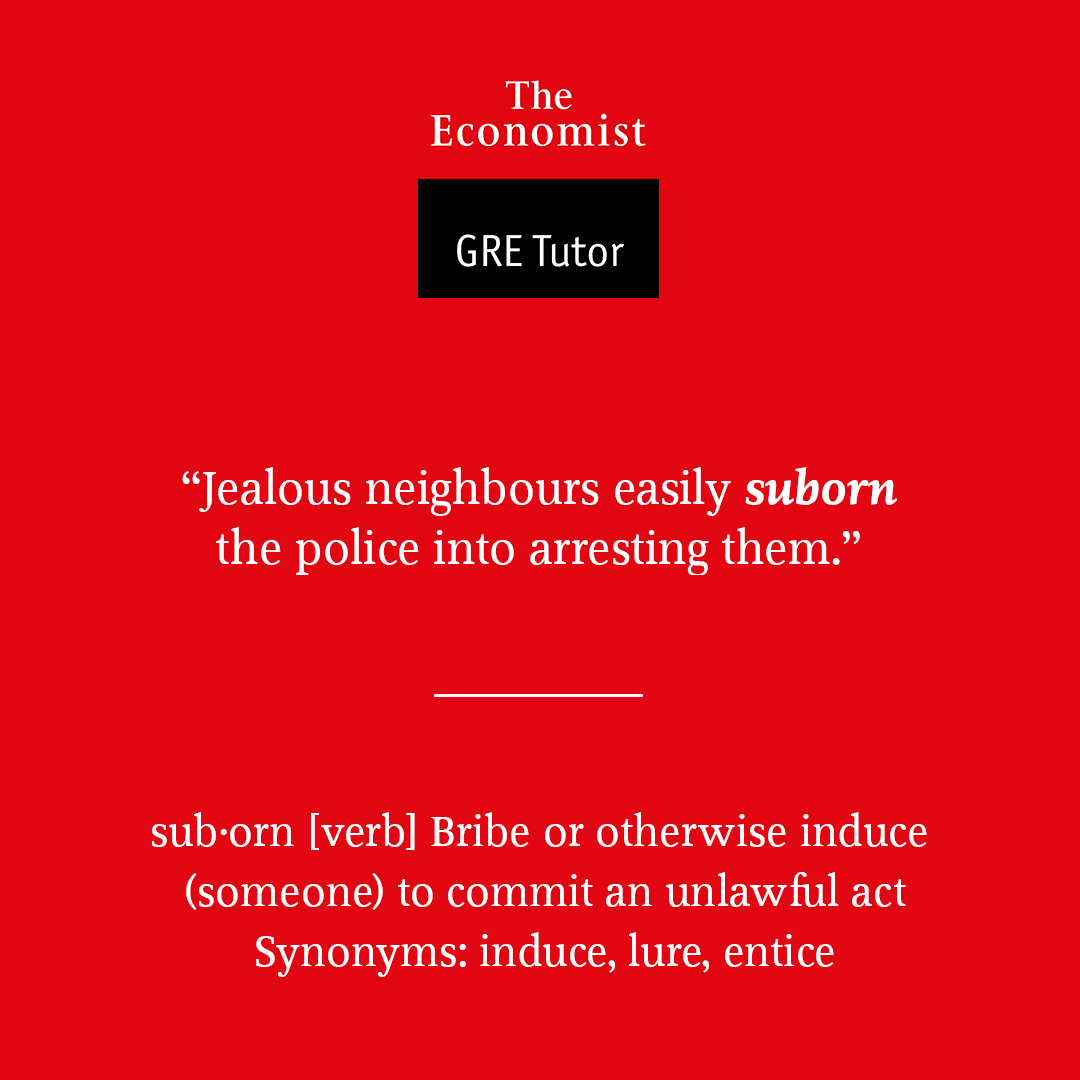 The
Economist
GRE Tutor
“Jealous neighbours easily suborn
the police into arresting them.”
sub·orn [verb] Bribe or otherwise induce
(someone) to commit an unlawful act
Synonyms: induce, lure, entice